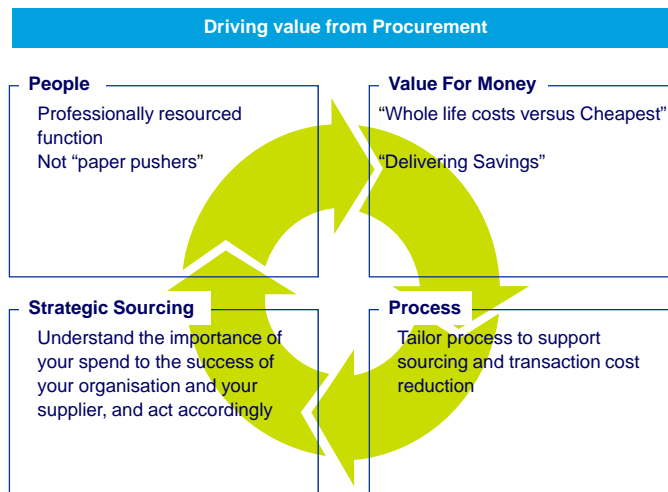 Driving value from Procurement
People
Professionally resourced
function
Not “paper pushers”
Value For Money
“Whole life costs versus Cheapest”
“Delivering Savings”
Strategic Sourcing
Understand the importance of
your spend to the success of
your organisation and your
supplier, and act accordingly
Process
Tailor process to support
sourcing and transaction cost
reduction